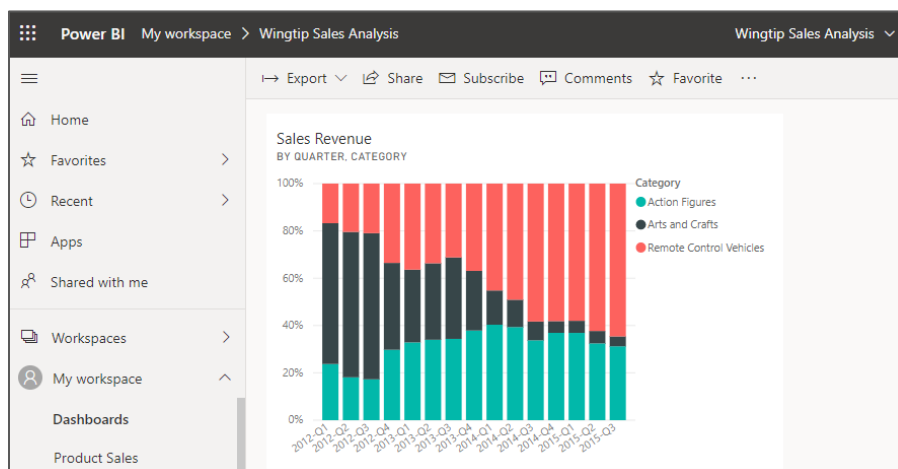 Power BI My workspace > Wingtip Sales Analysis Wingtip Sales Analysis
Export Share Subscribe Comments Favorite ...
Home
Favorites
Recent
Apps
Shared with me
Workspaces
My workspace
Dashboards
Product Sales
Sales Revenue
BY QUARTER, CATEGORY
100%
80%
60%
40%
20%
0%
2012-Q1
2012-Q2
2012-Q3
2012-Q4
2013-Q1
2013-Q2
2013-Q3
2013-Q4
2014-Q1
2014-Q2
2014-Q3
2014-Q4
2015-Q1
2015-Q2
2015-Q3
Category
Action Figures
Arts and Crafts
Remote Control Vehicles